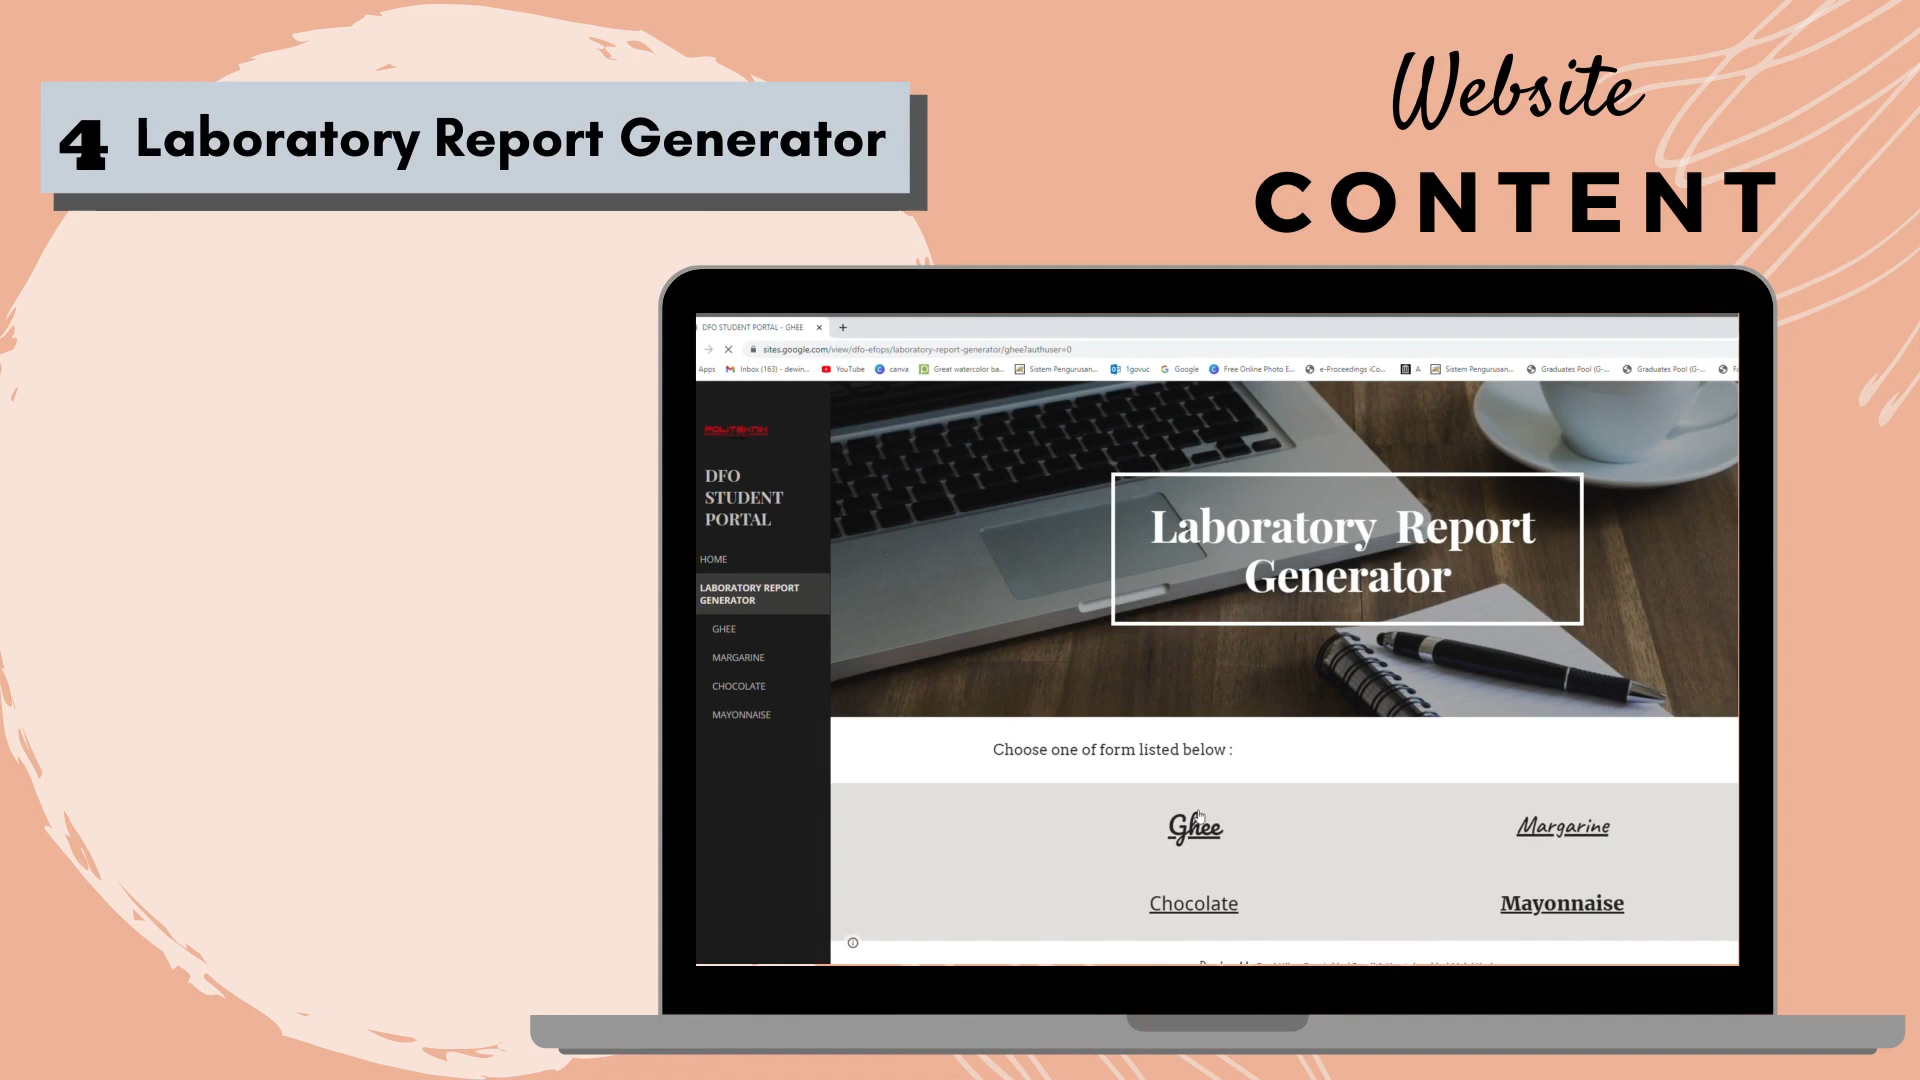 4 Laboratory Report Generator
Website
CONTENT
DFO STUDENT PORTAL - GHEE
sites.google.com/view/dfo-efops/laboratory-report-generator/ghee?authuser=0
Apps Inbox (163) - dewin... YouTube canva Great watercolor ba... Sistem Pengurusan... 1govuc Google Free Online Photo E... e-Proceedings iCo... A Sistem Pengurusan... Graduates Pool (G-... Graduates Pool (G-...
POLITEKNIK
DFO
STUDENT
PORTAL
HOME
LABORATORY REPORT
GENERATOR
GHEE
MARGARINE
CHOCOLATE
MAYONNAISE
Laboratory Report
Generator
Choose one of form listed below :
Ghee Margarine
Chocolate Mayonnaise